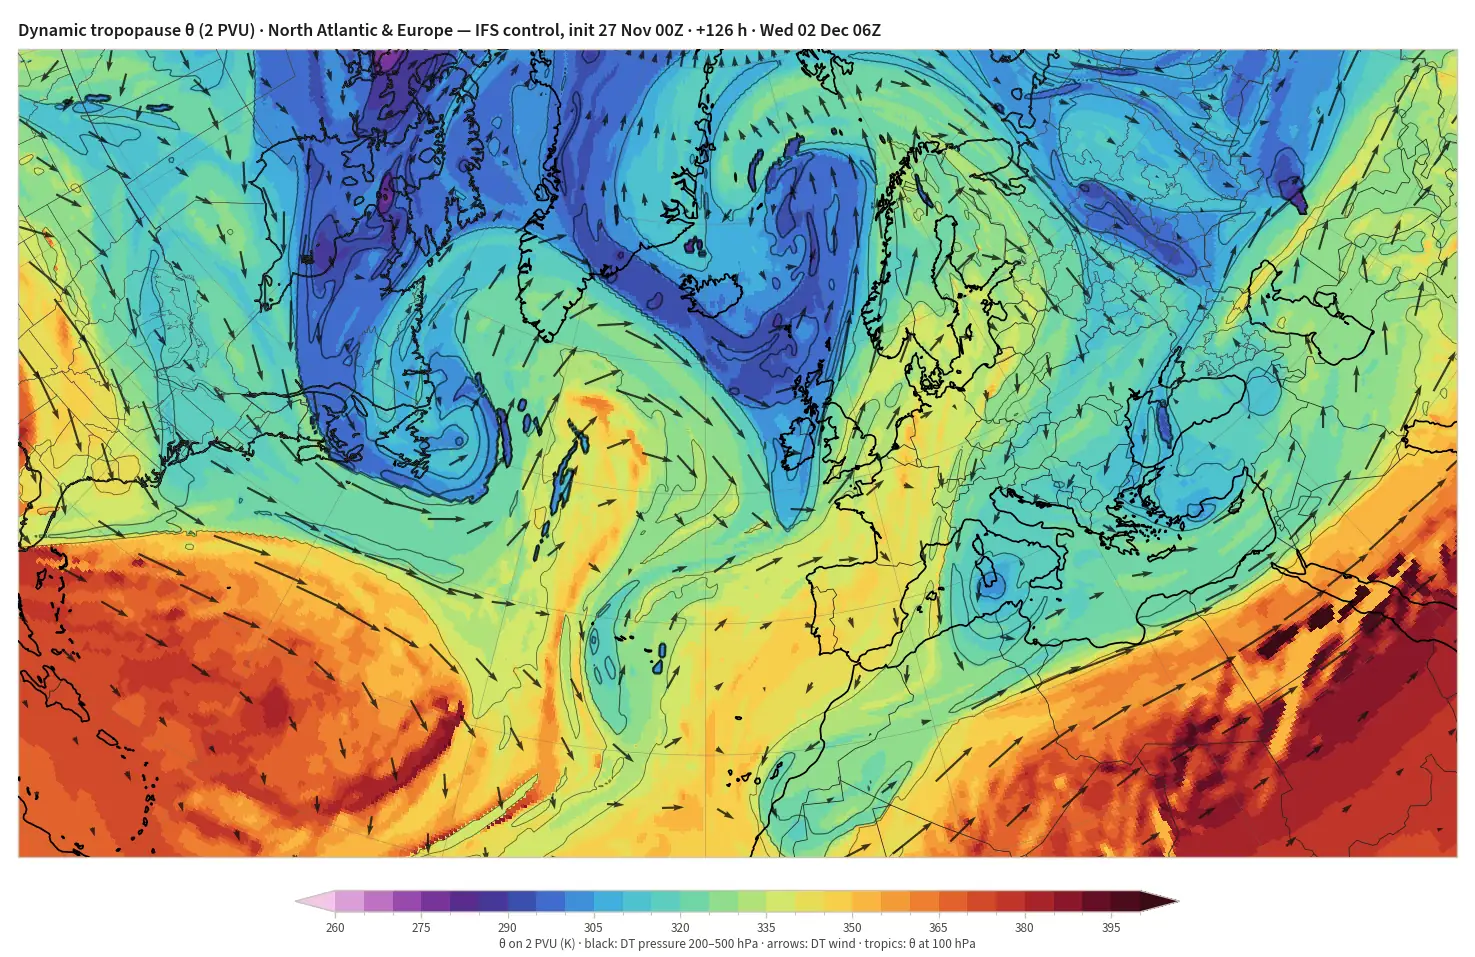 Dynamic tropopause θ (2 PVU) · North Atlantic & Europe — IFS control, init 27 Nov 00Z · +126 h · Wed 02 Dec 06Z
260 275 290 305 320 335 350 365 380 395
θ on 2 PVU (K) · black: DT pressure 200–500 hPa · arrows: DT wind · tropics: θ at 100 hPa